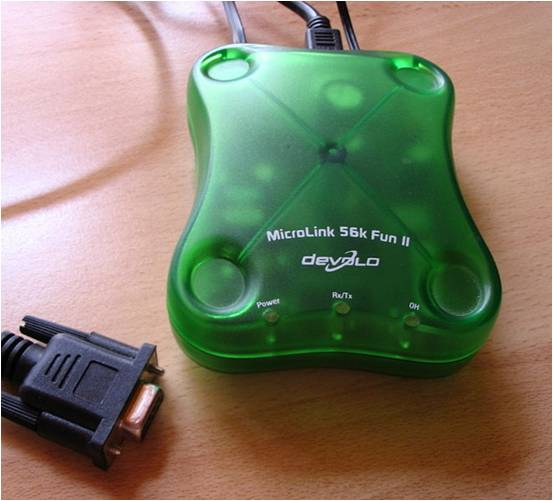 MicroLink 56k Fun II
devolo
Power Rx/Tx OH